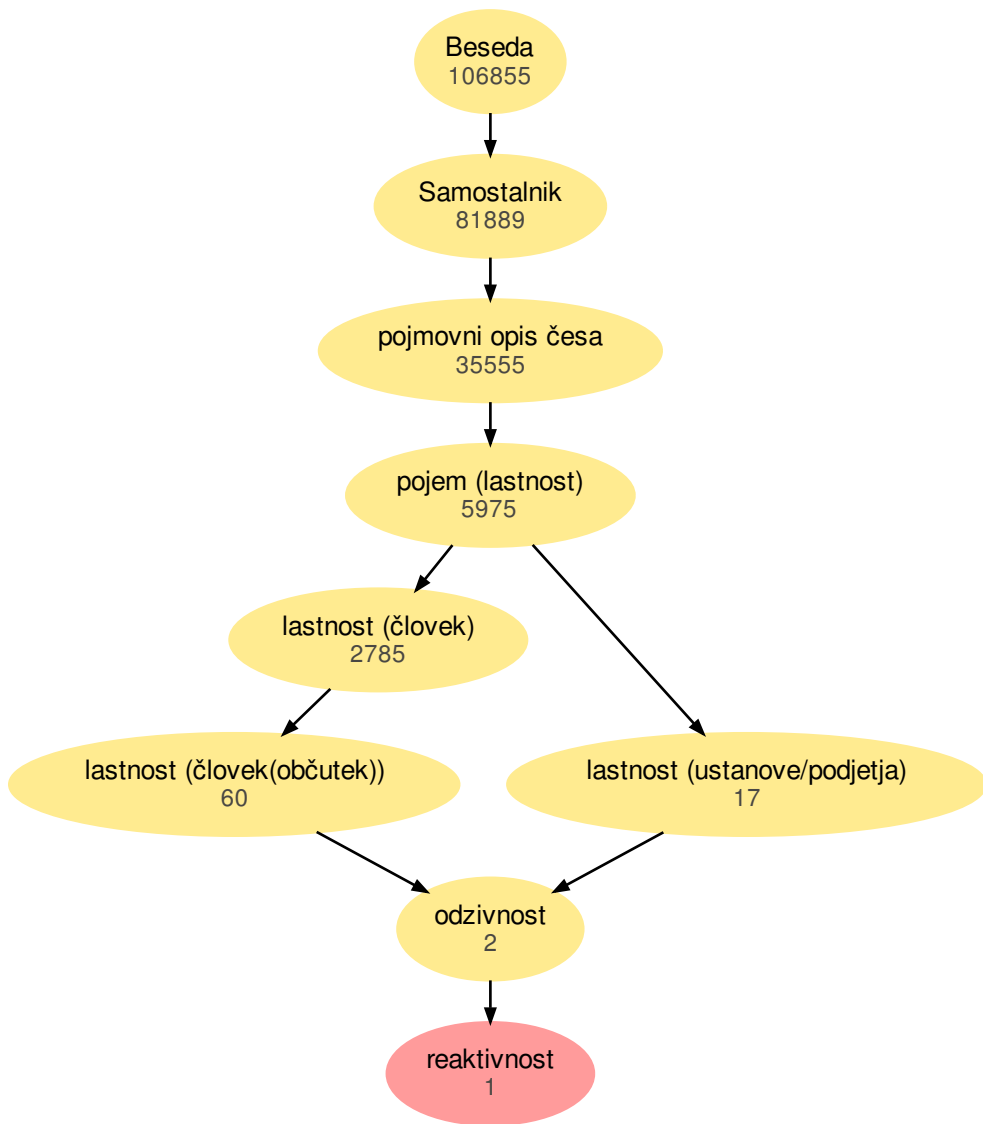 Beseda
106855
Samostalnik
81889
pojmovni opis česa
35555
pojem (lastnost)
5975
lastnost (človek)
2785
lastnost (človek(občutek))
60
lastnost (ustanove/podjetja)
17
odzivnost
2
reaktivnost
1